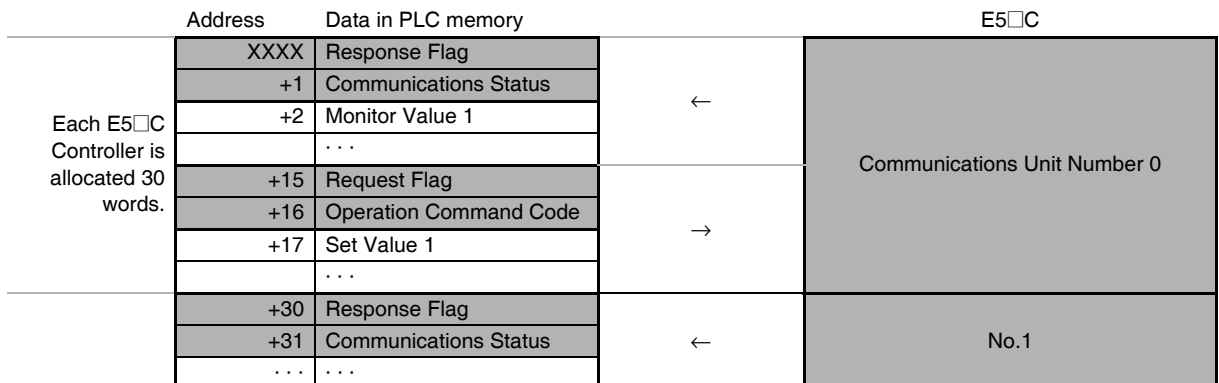 Address Data in PLC memory E5□C
XXXX Response Flag
+1 Communications Status
←
+2 Monitor Value 1
. . .
Each E5□C
Controller is
allocated 30
words.
Communications Unit Number 0
+15 Request Flag
+16 Operation Command Code
→
+17 Set Value 1
. . .
+30 Response Flag
+31 Communications Status ← No.1
. . . . . .